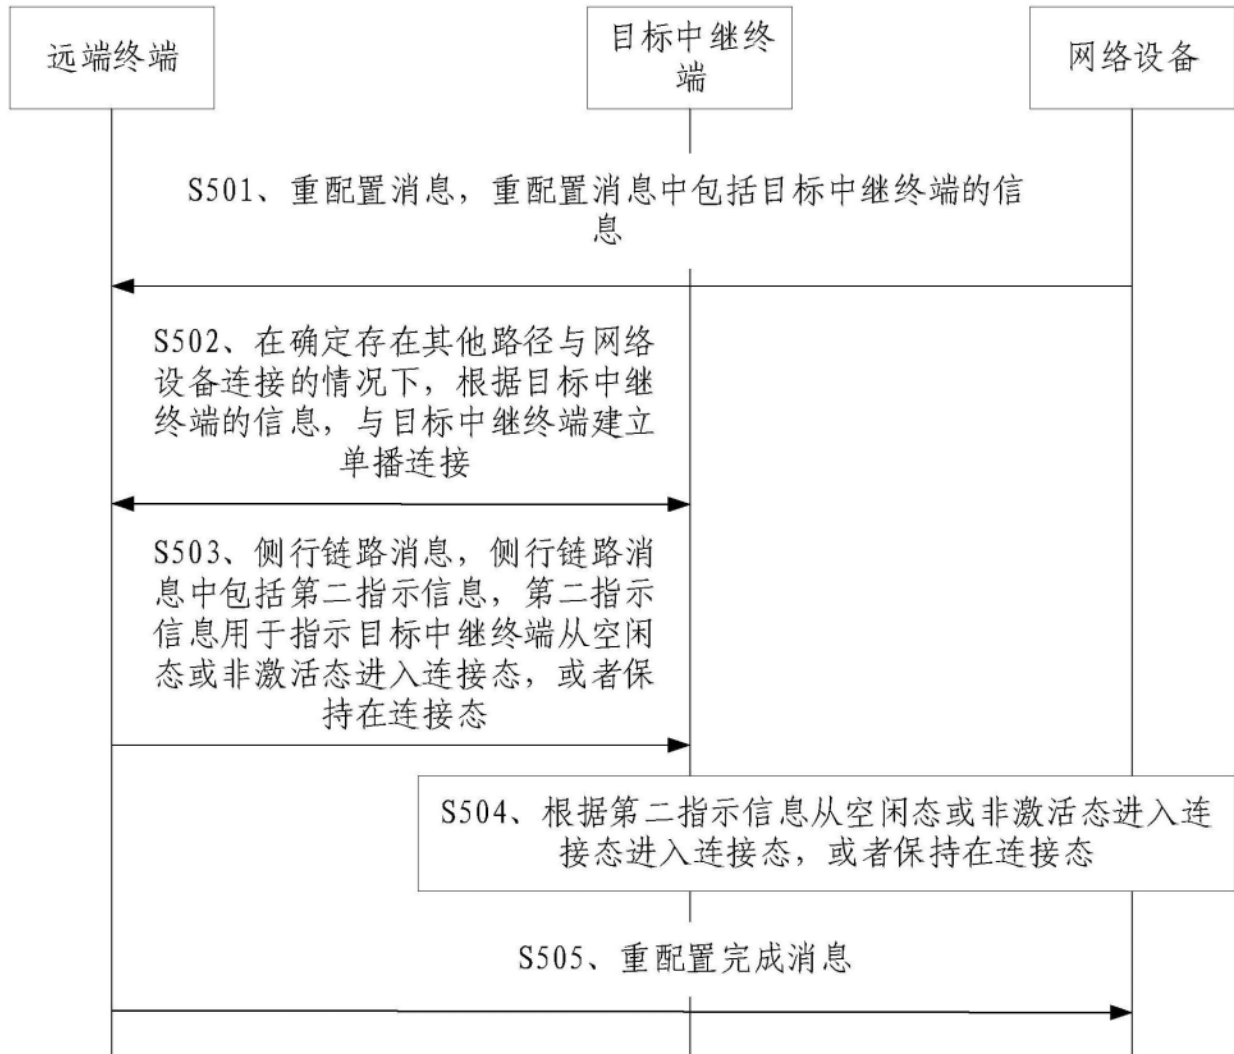 远端终端
目标中继终
端
网络设备
S501、重配置消息，重配置消息中包括目标中继终端的信
息
S502、在确定存在其他路径与网络
设备连接的情况下，根据目标中继
终端的信息，与目标中继终端建立
单播连接
S503、侧行链路消息，侧行链路消
息中包括第二指示信息，第二指示
信息用于指示目标中继终端从空闲
态或非激活态进入连接态，或者保
持在连接态
S504、根据第二指示信息从空闲态或非激活态进入连
接态进入连接态，或者保持在连接态
S505、重配置完成消息